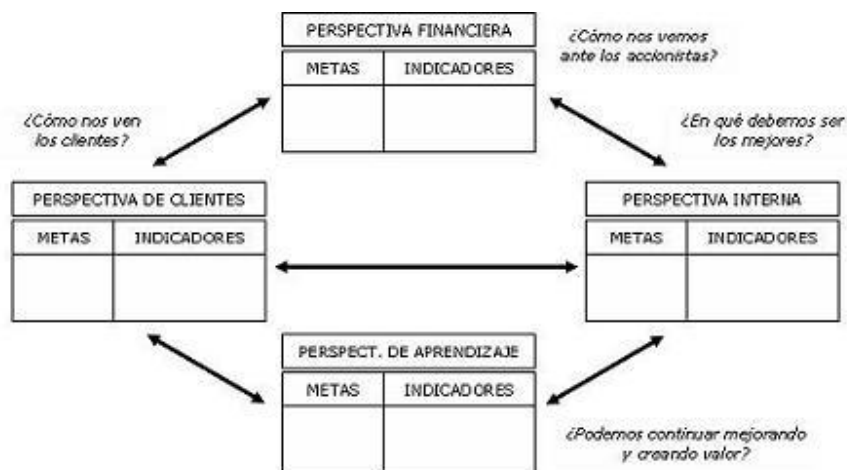 PERSPECTIVA FINANCIERA
METAS INDICADORES
¿Cómo nos vemos
ante los accionistas?
¿Cómo nos ven
los clientes?
¿En qué debemos ser
los mejores?
PERSPECTIVA DE CLIENTES
METAS INDICADORES
PERSPECTIVA INTERNA
METAS INDICADORES
PERSPECT. DE APRENDIZAJE
METAS INDICADORES
¿Podemos continuar mejorando
y creando valor?